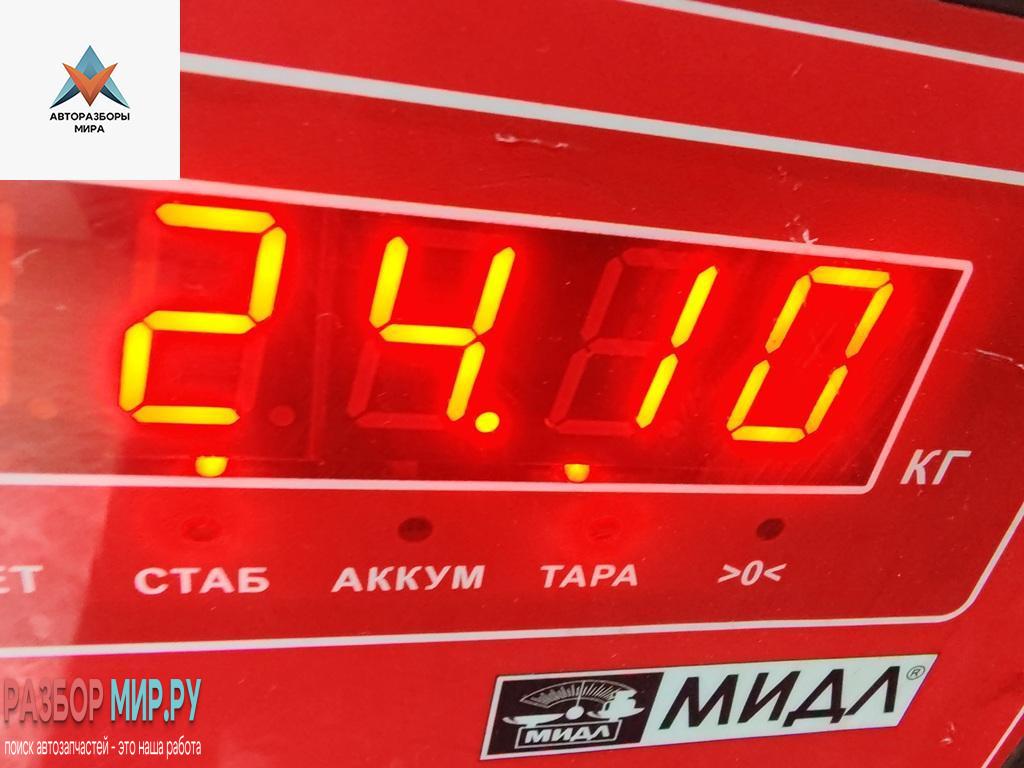 АВТОРАЗБОРЫ
МИРА
24.10
КГ
СТАБ АККУМ ТАРА >0<
МИДЛ МИДЛ®
РАЗБОР МИР.РУ
поиск автозапчастей - это наша работа